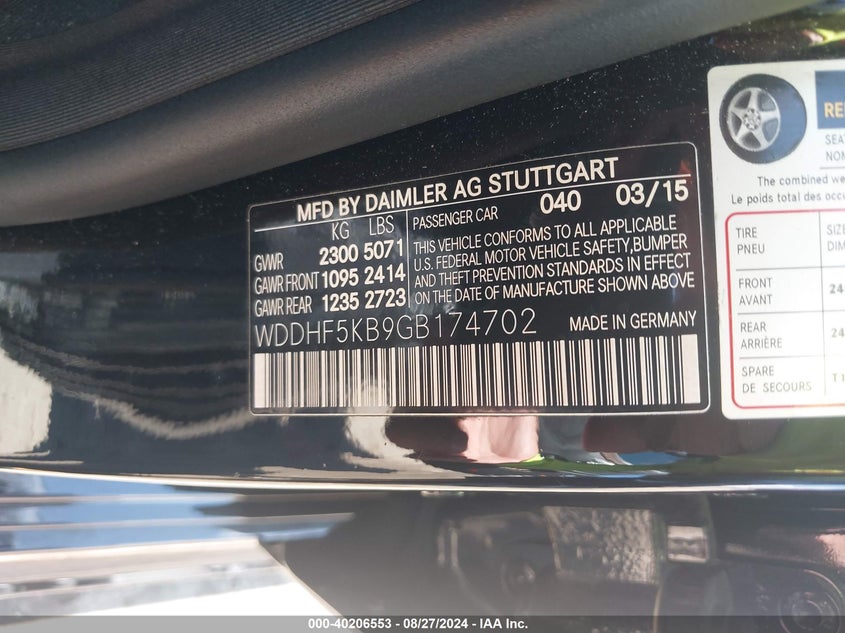 MFD BY DAIMLER AG STUTTGART
KG LBS
GVWR 2300 5071
GAWR FRONT 1095 2414
GAWR REAR 1235 2723
PASSENGER CAR 040 03/15
THIS VEHICLE CONFORMS TO ALL APPLICABLE
U.S. FEDERAL MOTOR VEHICLE SAFETY,BUMPER
AND THEFT PREVENTION STANDARDS IN EFFECT
ON THE DATE OF MANUFACTURE SHOWN ABOVE
WDDHF5KB9GB174702 MADE IN GERMANY
The combined we
Le poids total des occu
TIRE
PNEU
FRONT
AVANT
24
REAR
ARRIÈRE
24
SPARE
DE SECOURS
000-40206553 - 08/27/2024 - IAA Inc.